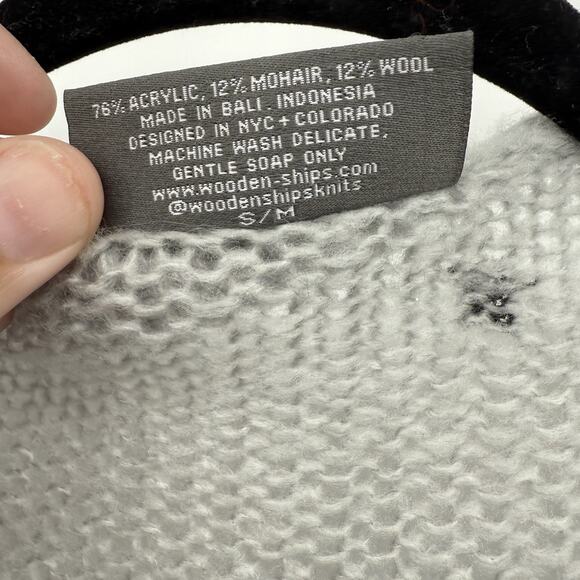 76% ACRYLIC, 12% MOHAIR, 12% WOOL
MADE IN BALI, INDONESIA
DESIGNED IN NYC + COLORADO
MACHINE WASH DELICATE,
GENTLE SOAP ONLY
www.wooden-ships.com
@woodenshipsknits
S/M